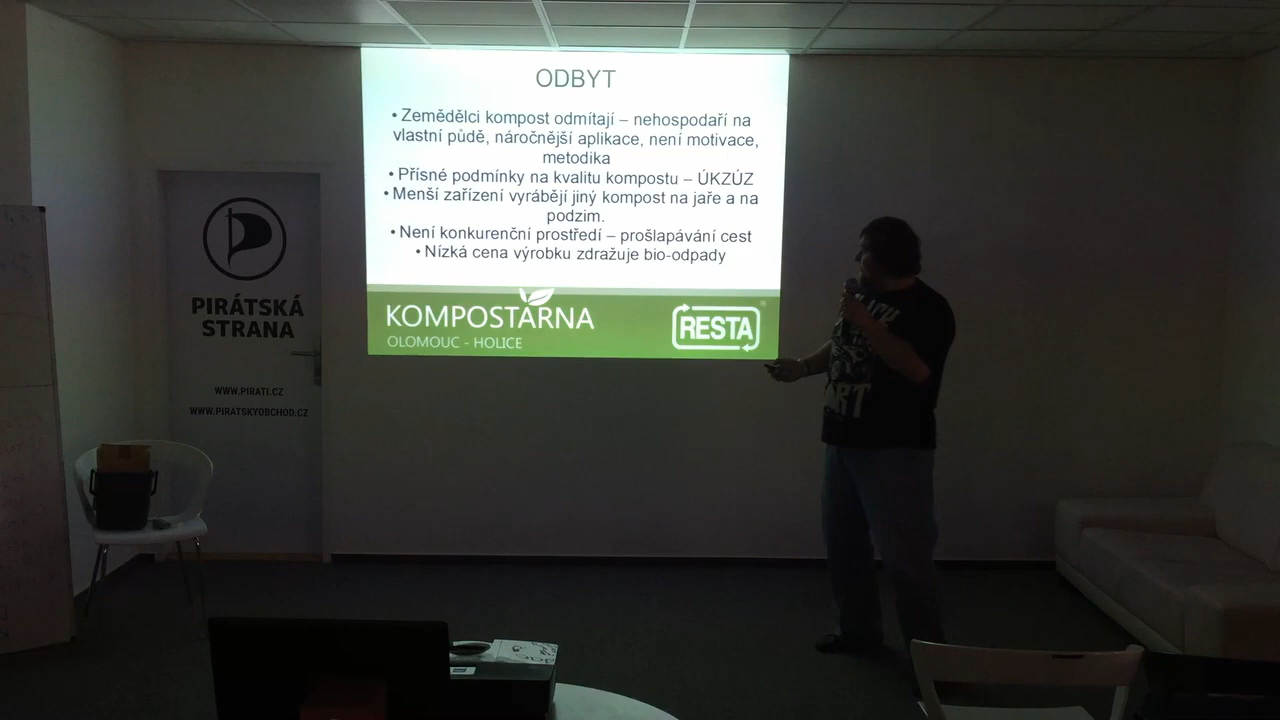 ODBYT
• Zemědělci kompost odmítají – nehospodaří na
vlastní půdě, náročnější aplikace, není motivace,
metodika
• Přísné podmínky na kvalitu kompostu – ÚKZÚZ
• Menší zařízení vyrábějí jiný kompost na jaře a na
podzim.
• Není konkurenční prostředí – prošlapávání cest
• Nízká cena výrobku zdražuje bio-odpady
KOMPOSTÁRNA
OLOMOUC - HOLICE
RESTA
®
PIRÁTSKÁ
STRANA
WWW.PIRATI.CZ
WWW.PIRATSKYOBCHOD.CZ